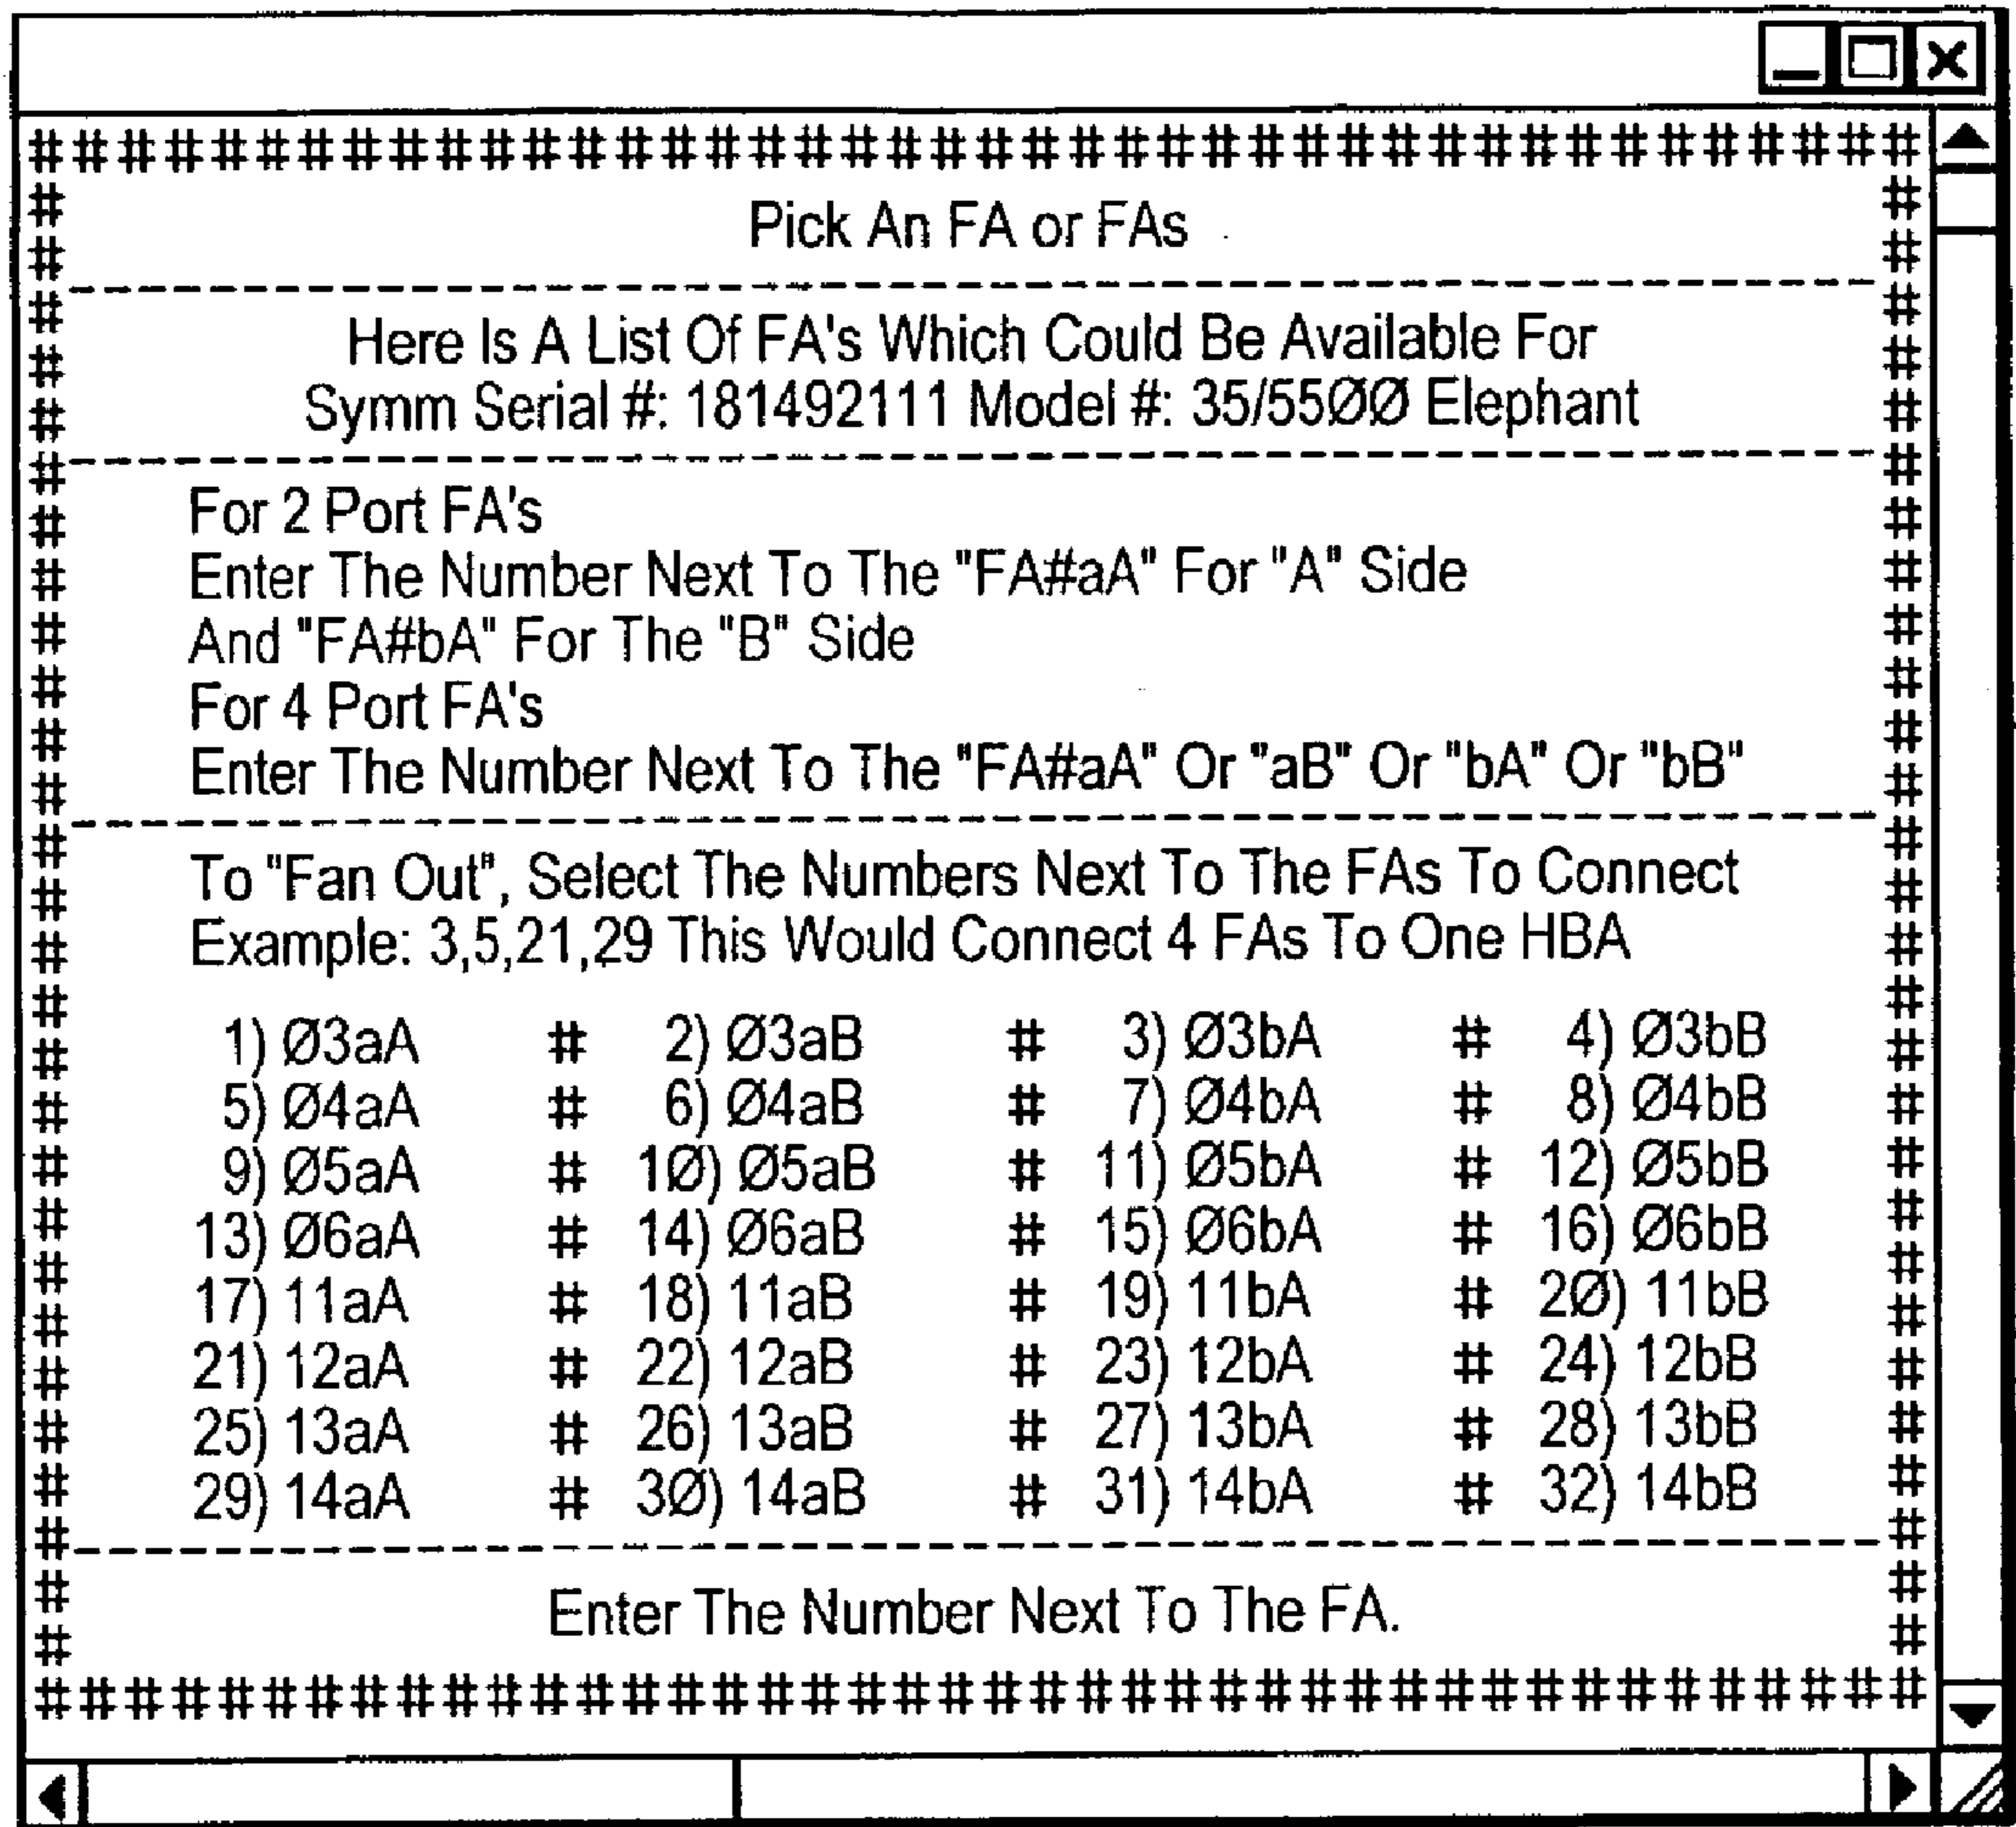 ##########################################
Pick An FA or FAs
Here Is A List Of FA's Which Could Be Available For
Symm Serial #: 181492111 Model #: 35/55ØØ Elephant
For 2 Port FA's
Enter The Number Next To The "FA#aA" For "A" Side
And "FA#bA" For The "B" Side
For 4 Port FA's
Enter The Number Next To The "FA#aA" Or "aB" Or "bA" Or "bB"
To "Fan Out", Select The Numbers Next To The FAs To Connect
Example: 3,5,21,29 This Would Connect 4 FAs To One HBA
1) Ø3aA # 2) Ø3aB # 3) Ø3bA # 4) Ø3bB
5) Ø4aA # 6) Ø4aB # 7) Ø4bA # 8) Ø4bB
9) Ø5aA # 1Ø) Ø5aB # 11) Ø5bA # 12) Ø5bB
13) Ø6aA # 14) Ø6aB # 15) Ø6bA # 16) Ø6bB
17) 11aA # 18) 11aB # 19) 11bA # 2Ø) 11bB
21) 12aA # 22) 12aB # 23) 12bA # 24) 12bB
25) 13aA # 26) 13aB # 27) 13bA # 28) 13bB
29) 14aA # 3Ø) 14aB # 31) 14bA # 32) 14bB
Enter The Number Next To The FA.
##########################################